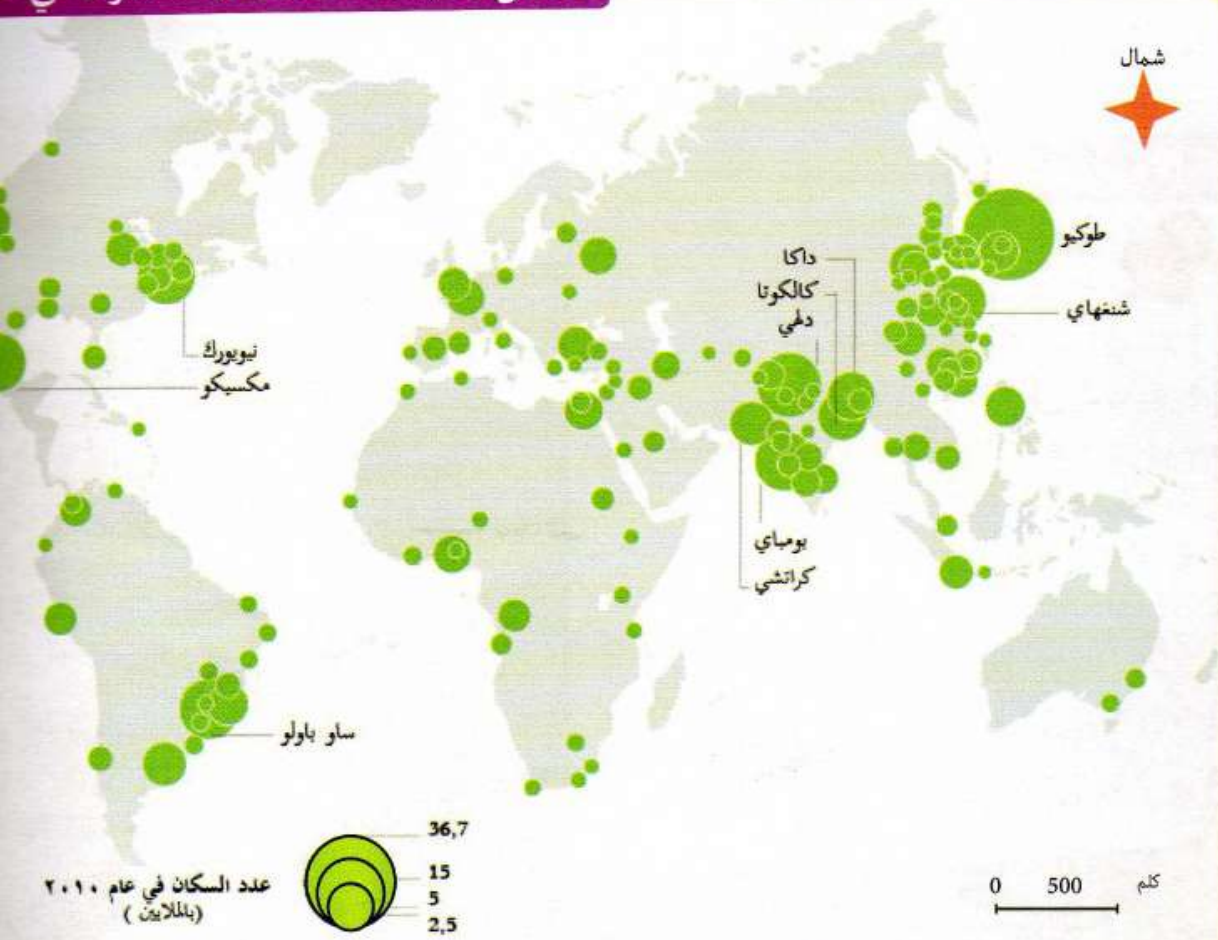 شمال
طوكيو
داكا
كالكوتا
دلهي
شنغهاي
نيويورك
مكسيكو
بومباي
كراتشي
ساو باولو
36,7
15
5
2,5
عدد السكان في عام ٢٠١٠
(بالملايين )
0 500 كلم